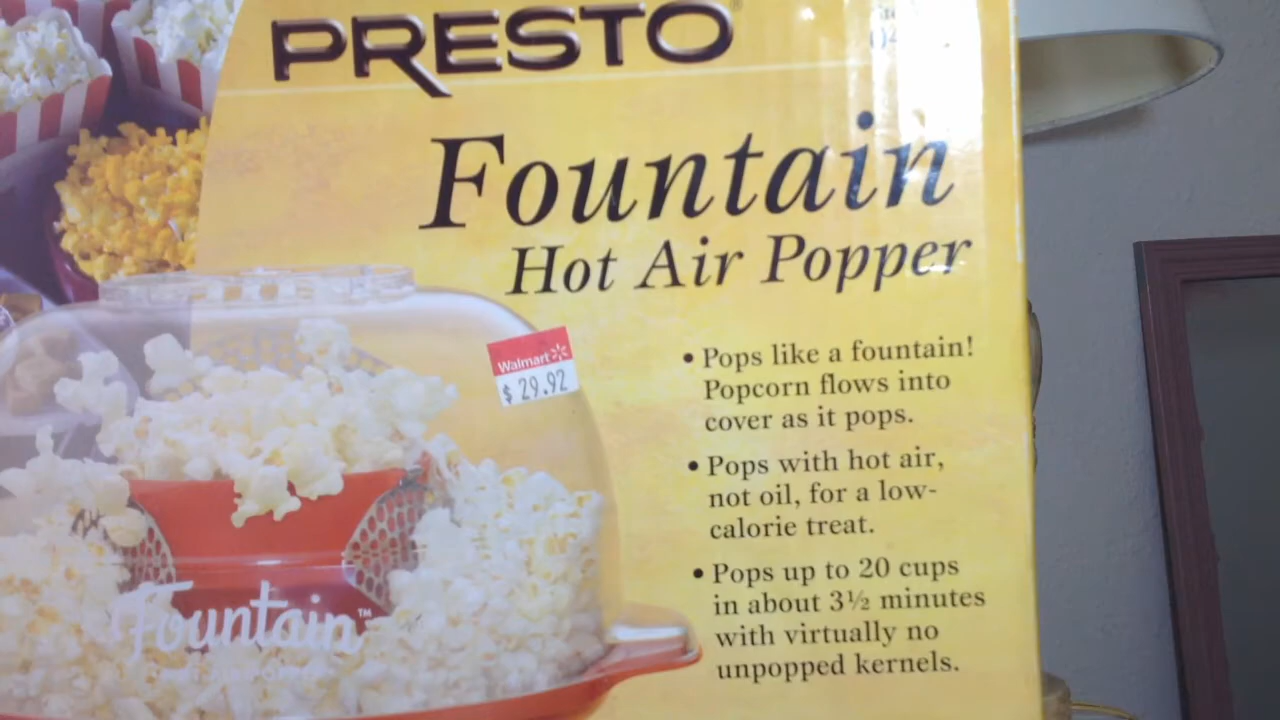 PRESTO
Fountain
Hot Air Popper
Walmart
$ 29.92
• Pops like a fountain!
Popcorn flows into
cover as it pops.
• Pops with hot air,
not oil, for a low-
calorie treat.
• Pops up to 20 cups
in about 3½ minutes
with virtually no
unpopped kernels.
Fountain™